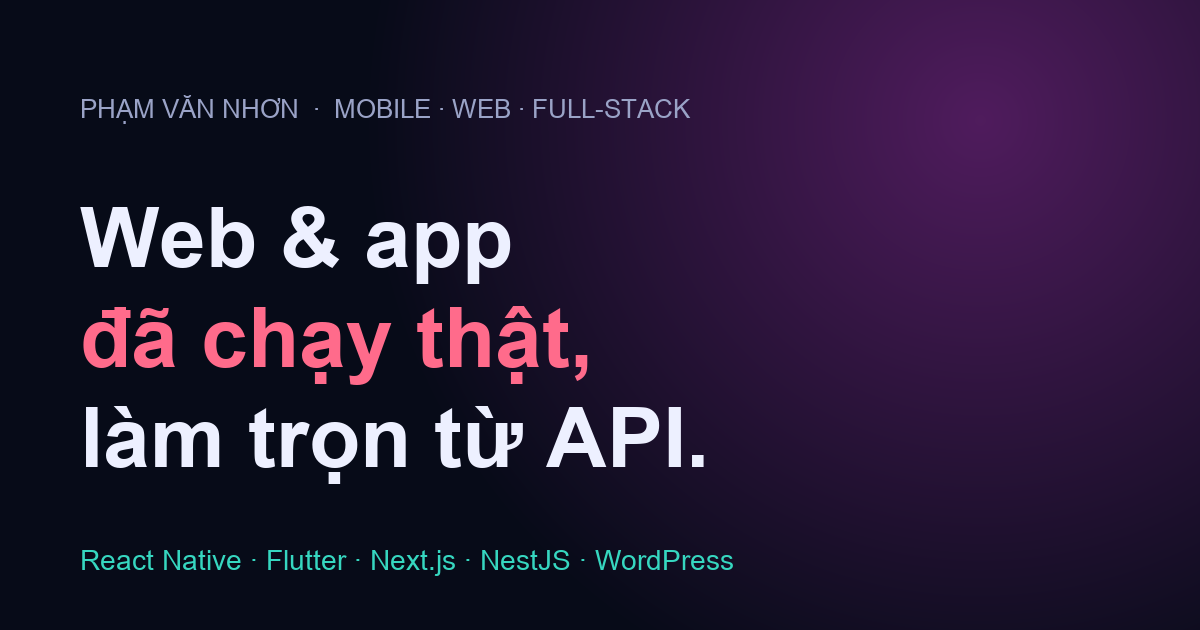 PHẠM VĂN NHƠN · MOBILE · WEB · FULL-STACK
Web & app
đã chạy thật,
làm trọn từ API.
React Native · Flutter · Next.js · NestJS · WordPress